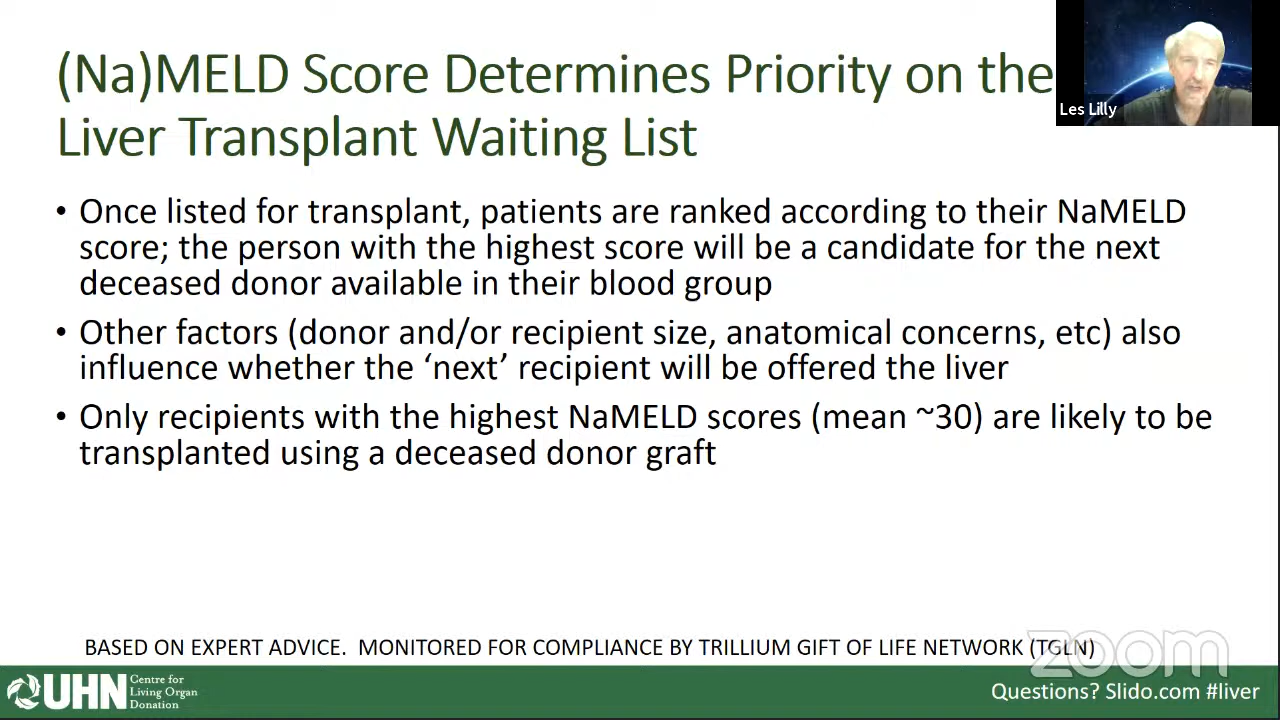 (Na)MELD Score Determines Priority on the
Liver Transplant Waiting List
Les Lilly
• Once listed for transplant, patients are ranked according to their NaMELD
score; the person with the highest score will be a candidate for the next
deceased donor available in their blood group
• Other factors (donor and/or recipient size, anatomical concerns, etc) also
influence whether the ‘next’ recipient will be offered the liver
• Only recipients with the highest NaMELD scores (mean ~30) are likely to be
transplanted using a deceased donor graft
BASED ON EXPERT ADVICE.  MONITORED FOR COMPLIANCE BY TRILLIUM GIFT OF LIFE NETWORK (TGLN)
zoom
UHN
Centre for
Living Organ
Donation
Questions? Slido.com #liver